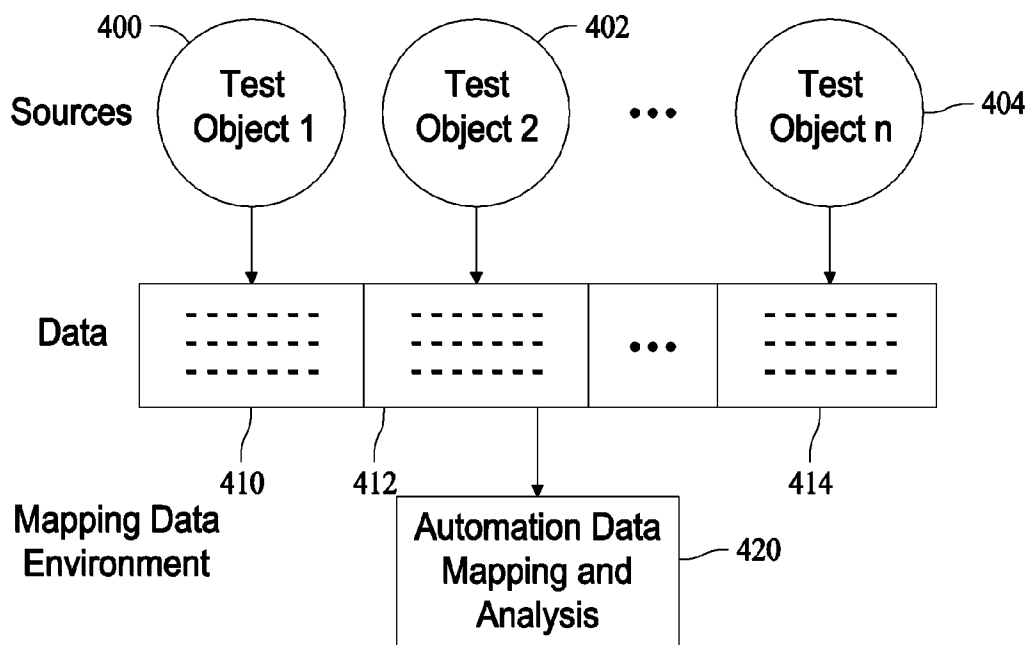 400
402
Sources
Test
Object 1
Test
Object 2
•••
Test
Object n
404
Data
•••
410
412
414
Mapping Data
Environment
Automation Data
Mapping and
Analysis
420